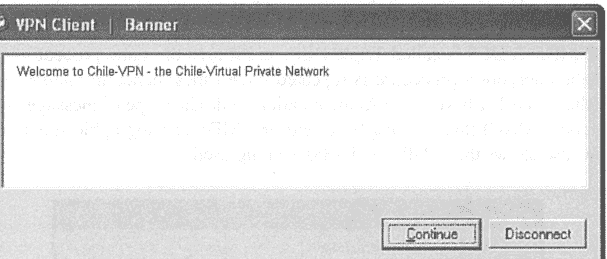 VPN Client | Banner
Welcome to Chile-VPN - the Chile-Virtual Private Network
Continue
Disconnect